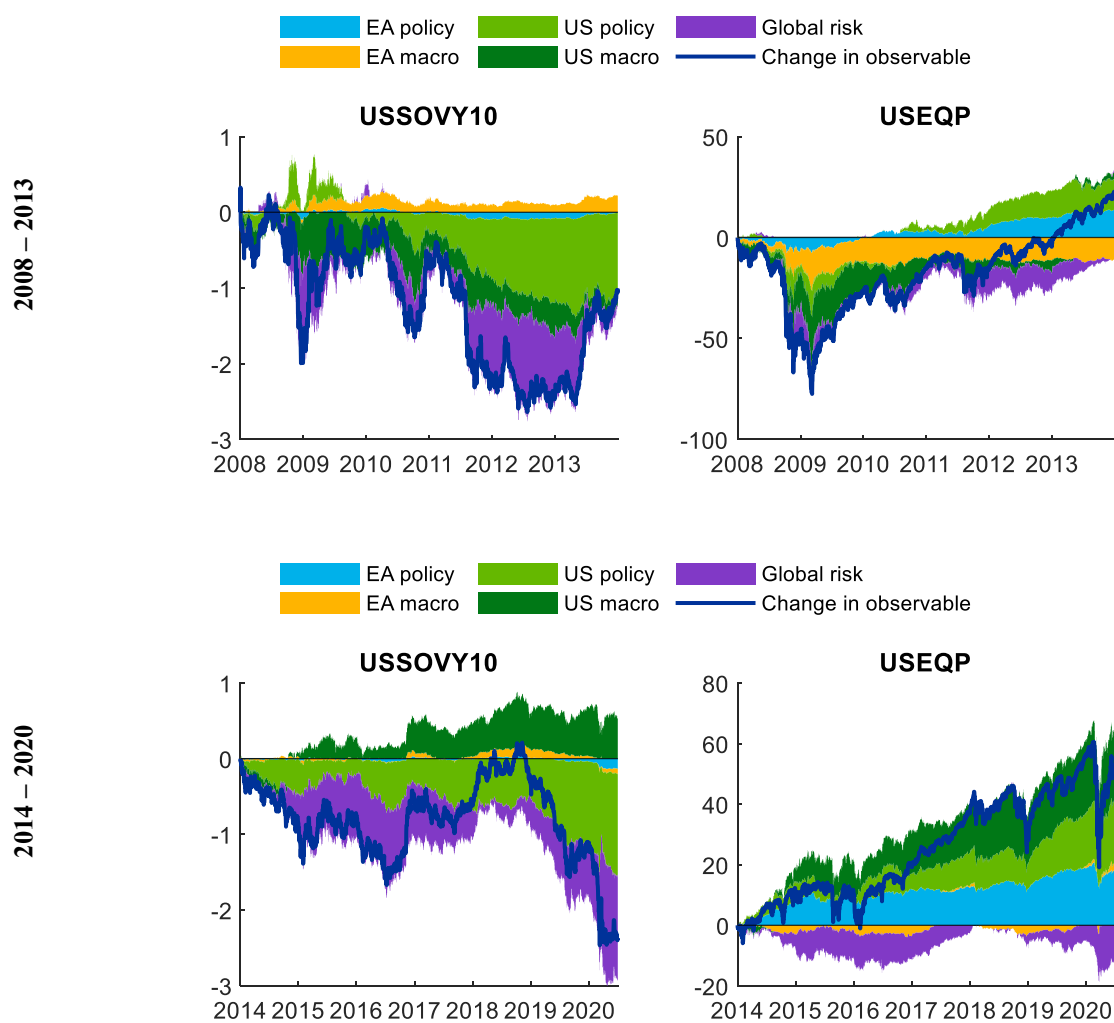 EA policy US policy Global risk
EA macro US macro Change in observable
2008 – 2013
USSOVY10 USEQP
1 50
0 0
-1 -50
-2
-3 -100
2008 2009 2010 2011 2012 2013 2008 2009 2010 2011 2012 2013
EA policy US policy Global risk
EA macro US macro Change in observable
2014 – 2020
USSOVY10 USEQP
1 80
60
0 40
-1 20
-2 0
-3 -20
2014 2015 2016 2017 2018 2019 2020 2014 2015 2016 2017 2018 2019 2020